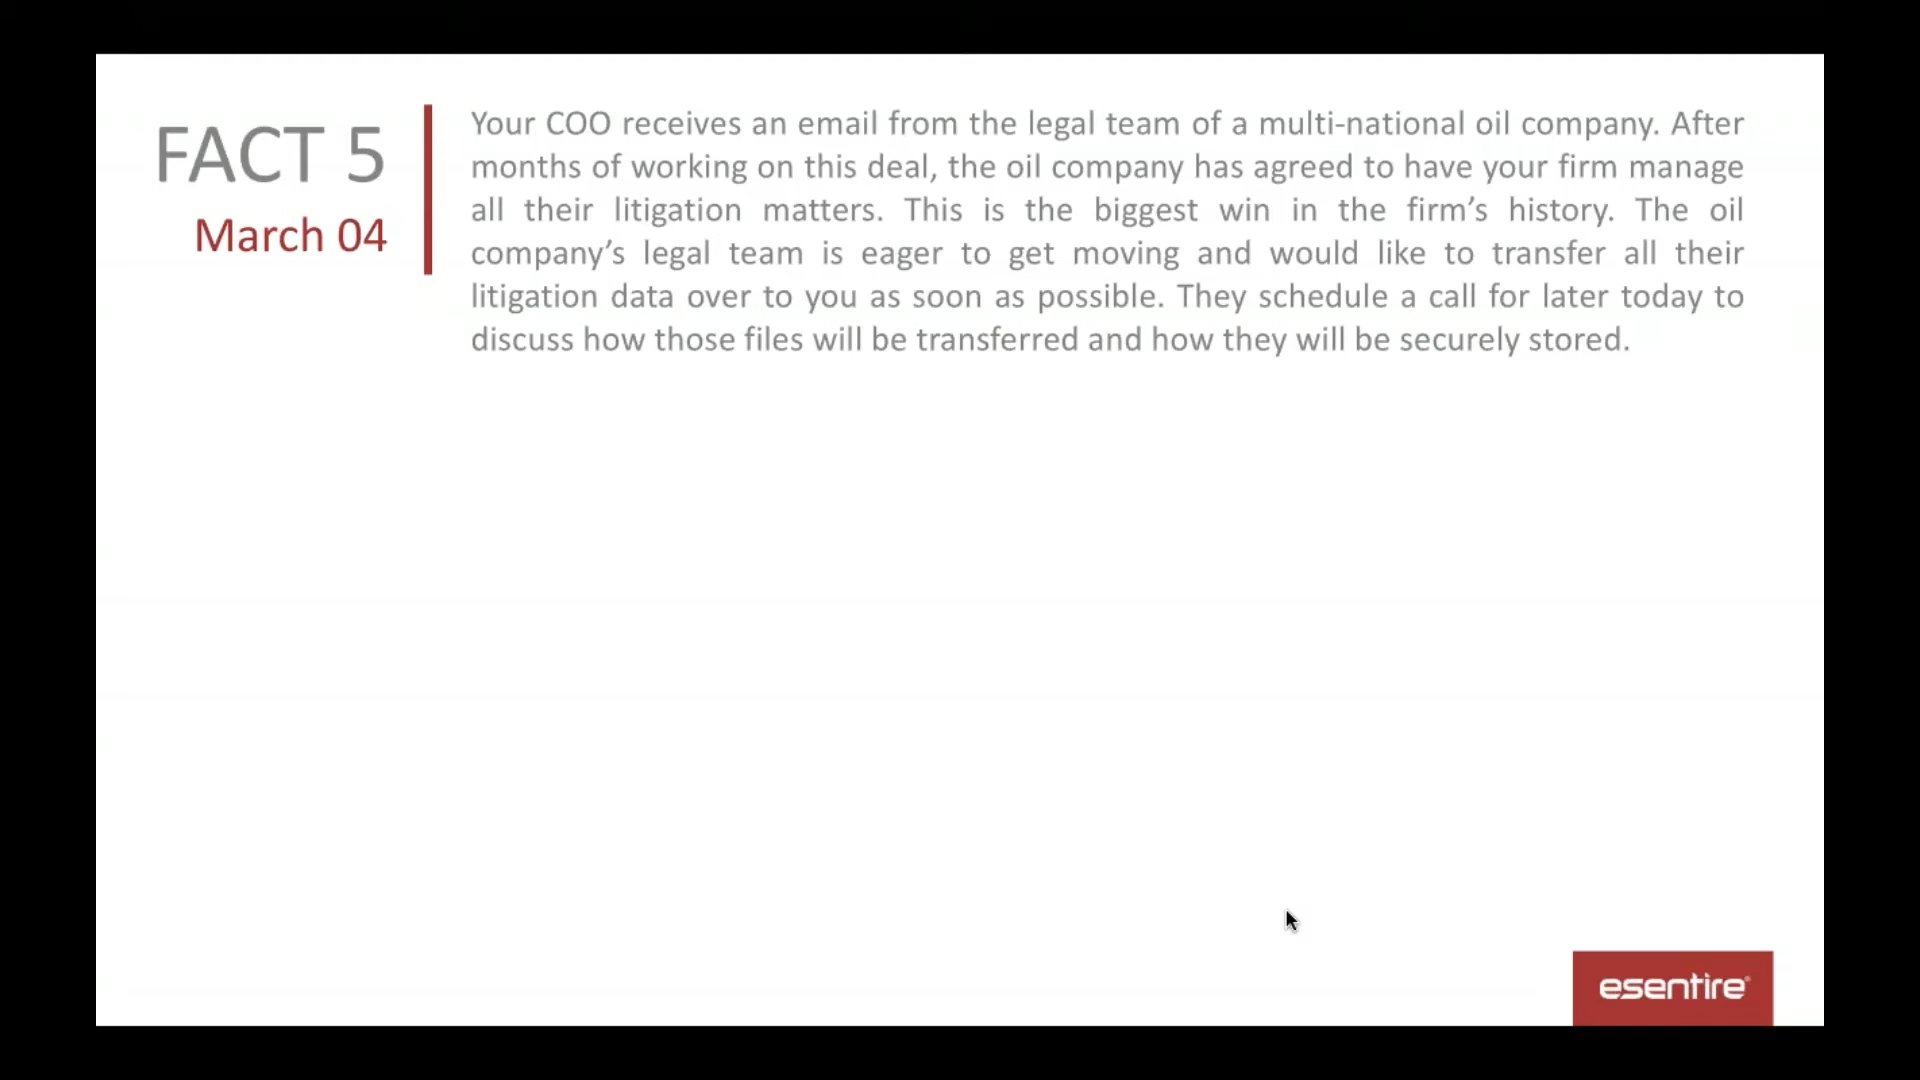 FACT 5
March 04
Your COO receives an email from the legal team of a multi-national oil company. After
months of working on this deal, the oil company has agreed to have your firm manage
all their litigation matters. This is the biggest win in the firm’s history. The oil
company’s legal team is eager to get moving and would like to transfer all their
litigation data over to you as soon as possible. They schedule a call for later today to
discuss how those files will be transferred and how they will be securely stored.
esentire®